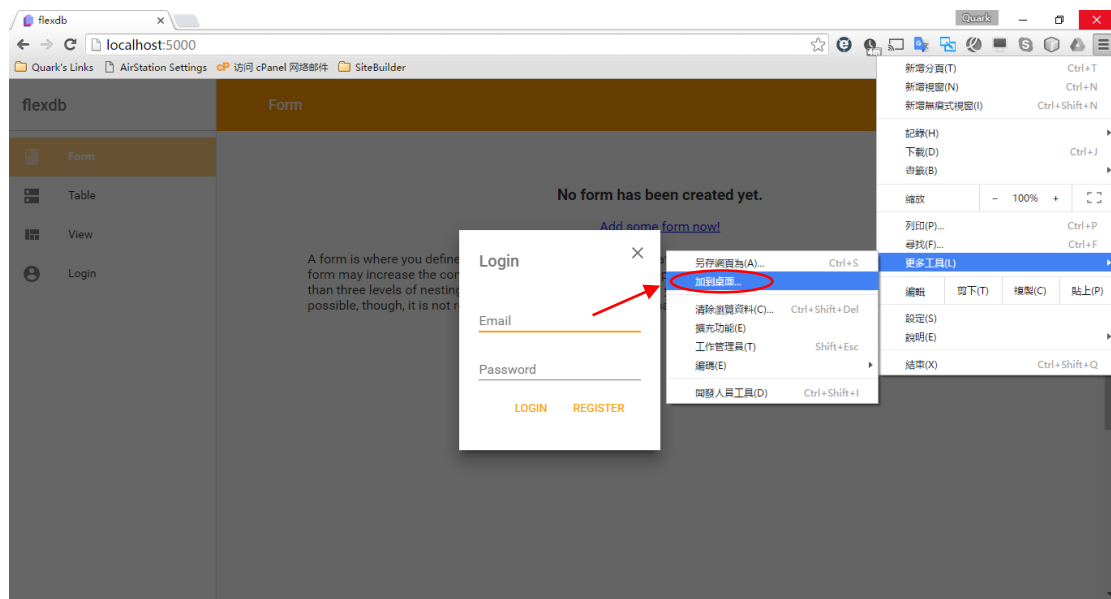 flexdb
Quark
localhost:5000
Quark's Links
AirStation Settings
cP 访问 cPanel 网络邮件
SiteBuilder
flexdb
Form
Form
Table
View
Login
No form has been created yet.
Add some form now!
A form is where you define
form may increase the
than three levels of nesting
possible, though, it is not
Login
Email
Password
LOGIN REGISTER
另存網頁為(A)... Ctrl+S
加到桌面...
清除瀏覽資料(C)... Ctrl+Shift+Del
擴充功能(E)
工作管理員(T) Shift+Esc
編碼(E)
開發人員工具(D) Ctrl+Shift+I
新增分頁(T) Ctrl+T
新增視窗(N) Ctrl+N
新增無痕式視窗(I) Ctrl+Shift+N
記錄(H)
下載(D) Ctrl+J
書籤(B)
縮放 - 100% +
列印(P)... Ctrl+P
尋找(F)... Ctrl+F
更多工具(L)
編輯 剪下(T) 複製(C) 貼上(P)
設定(S)
說明(E)
結束(X) Ctrl+Shift+Q